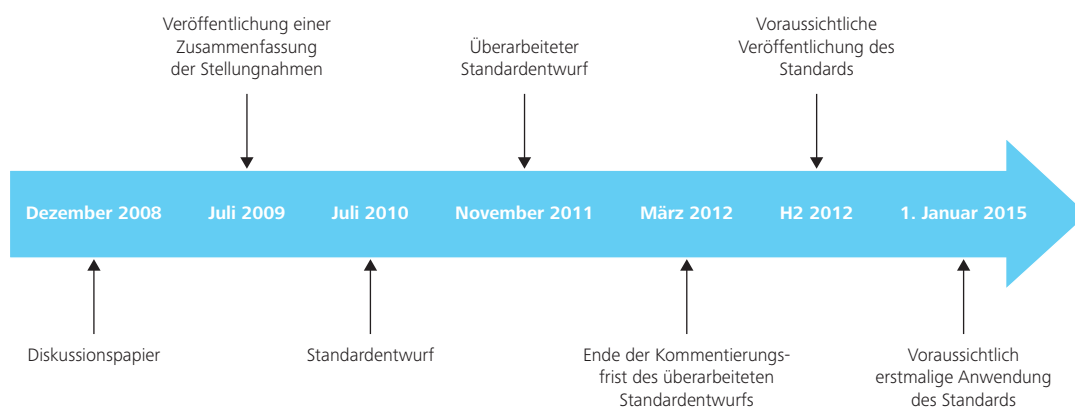 Veröffentlichung einer
Zusammenfassung
der Stellungnahmen
Überarbeiteter
Standardentwurf
Voraussichtliche
Veröffentlichung des
Standards
Dezember 2008
Juli 2009
Juli 2010
November 2011
März 2012
H2 2012
1. Januar 2015
Diskussionspapier
Standardentwurf
Ende der Kommentierungs-
frist des überarbeiteten
Standardentwurfs
Voraussichtlich
erstmalige Anwendung
des Standards